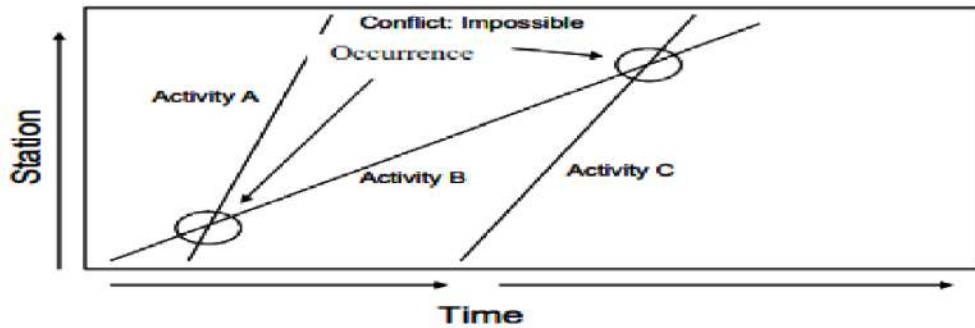 Conflict: Impossible
Occurrence
Activity A
Activity B
Activity C
Station
Time